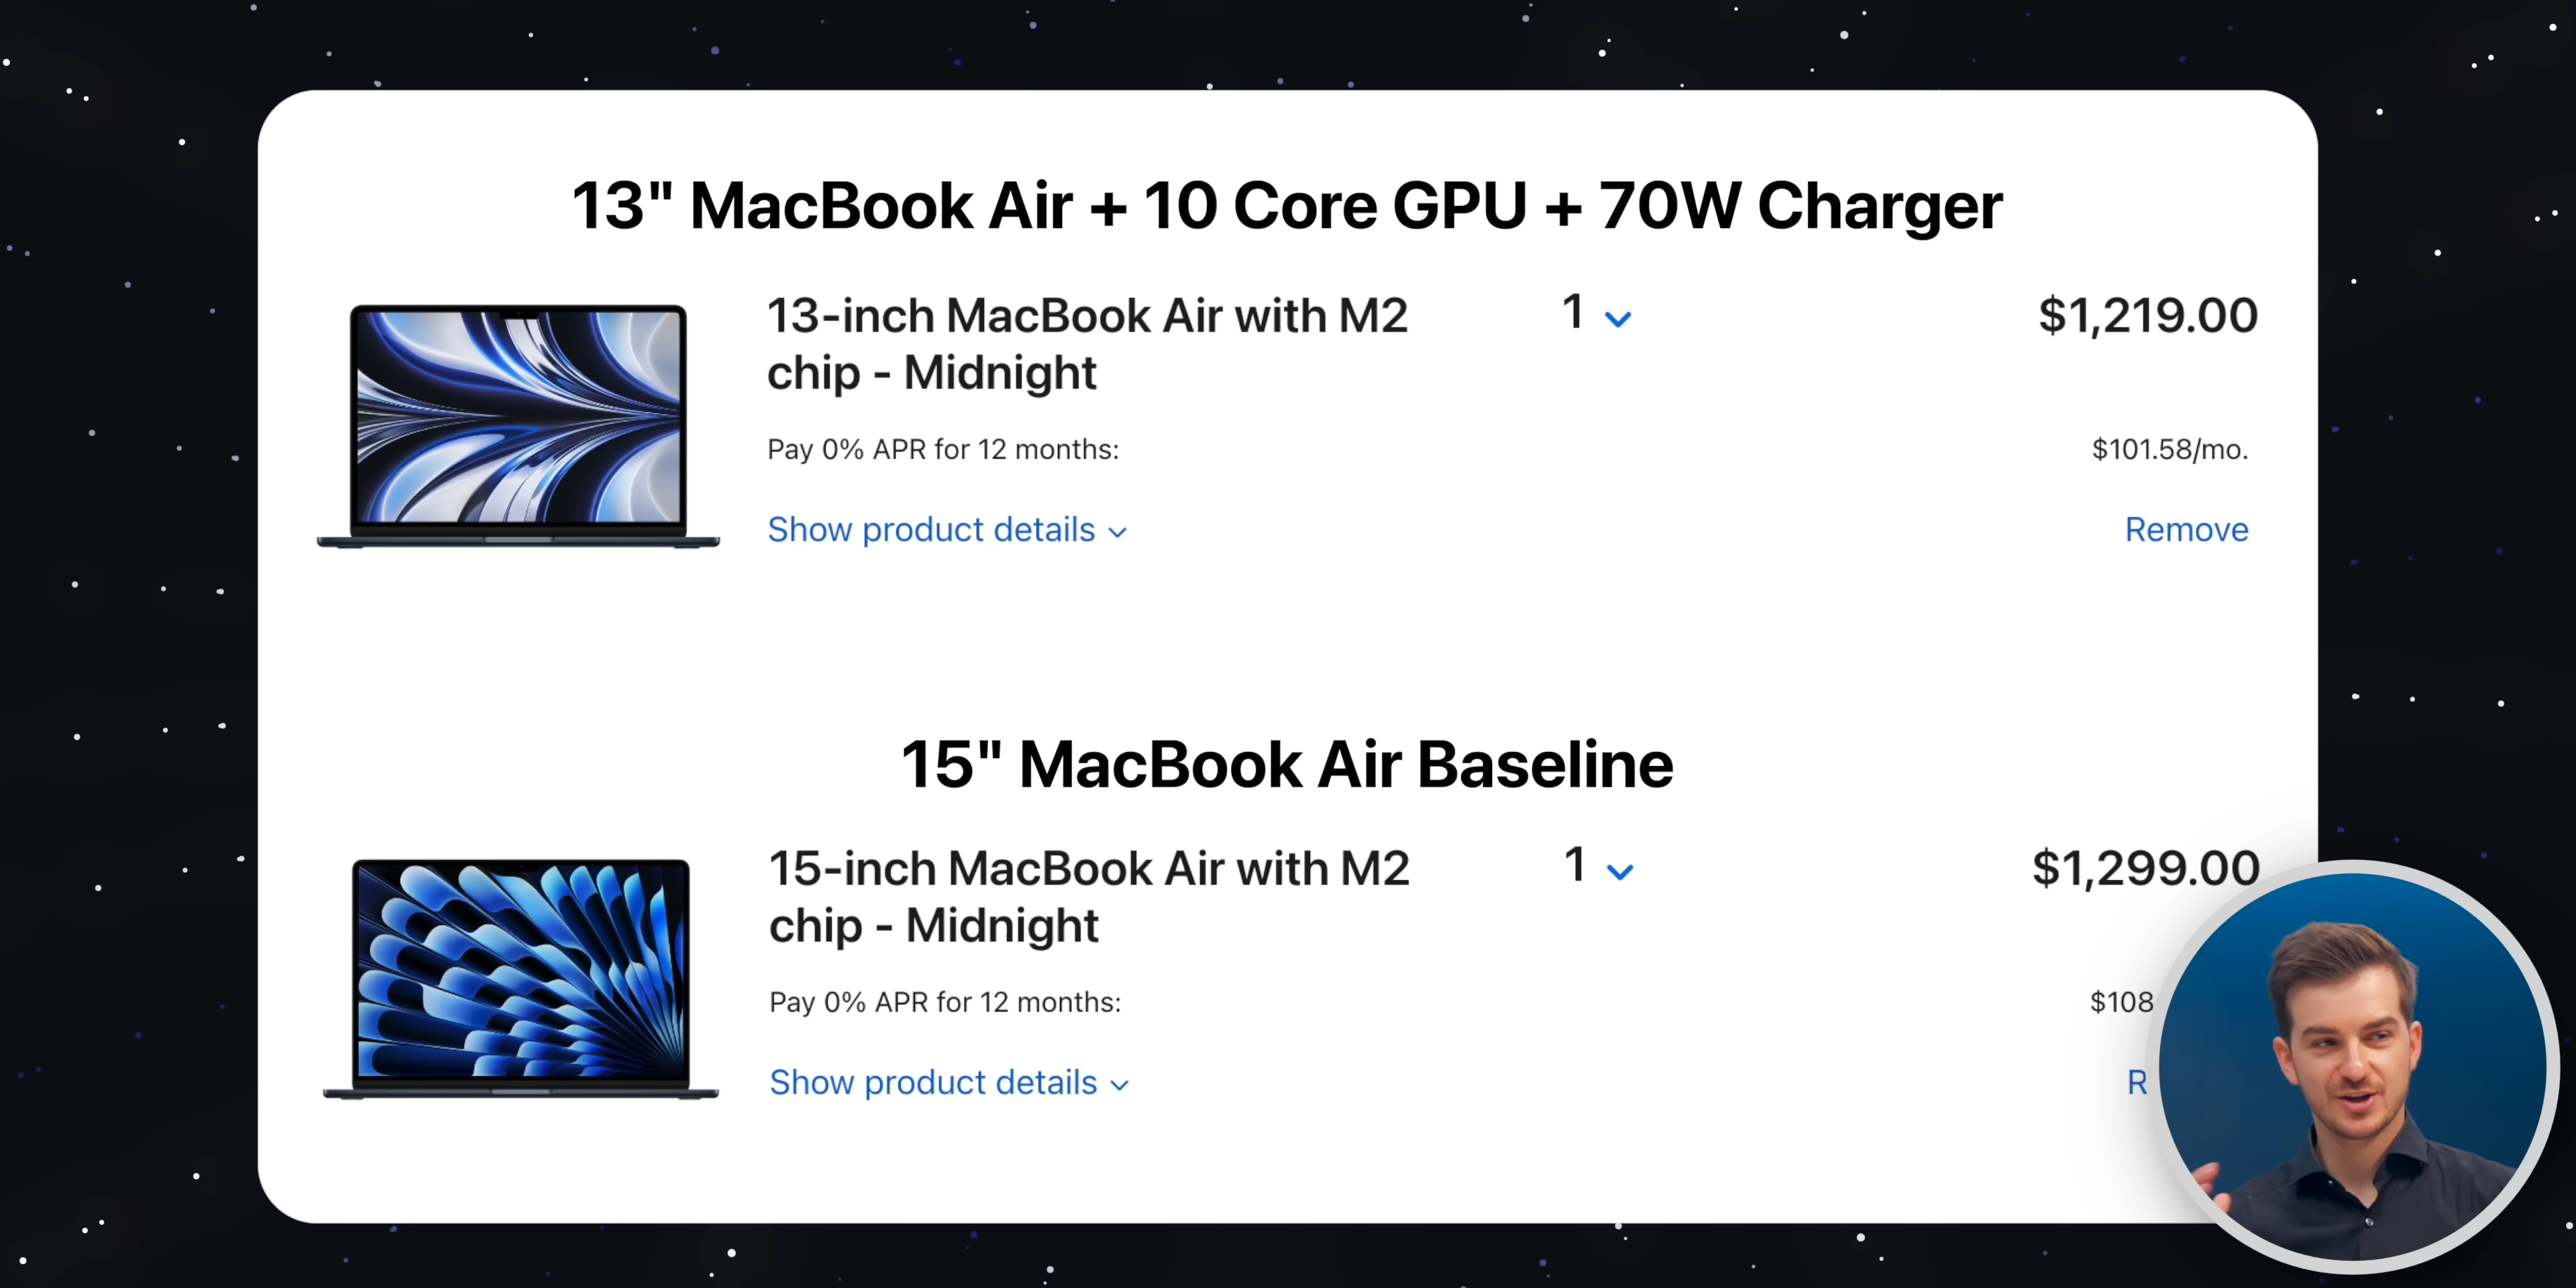 13" MacBook Air + 10 Core GPU + 70W Charger
13-inch MacBook Air with M2
chip - Midnight
1
$1,219.00
Pay 0% APR for 12 months:
$101.58/mo.
Show product details
Remove
15" MacBook Air Baseline
15-inch MacBook Air with M2
chip - Midnight
1
$1,299.00
Pay 0% APR for 12 months:
$108
Show product details
R